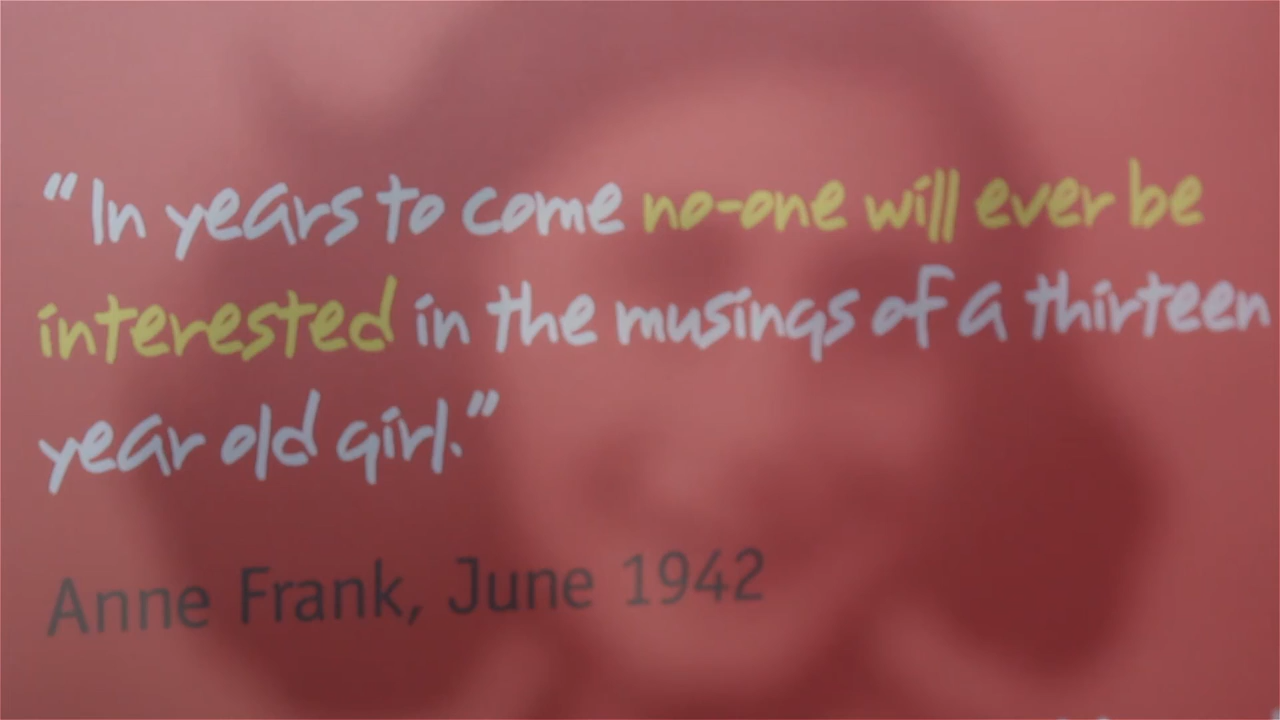 “In years to come no-one will ever be
interested in the musings of a thirteen
year old girl.”
Anne Frank, June 1942